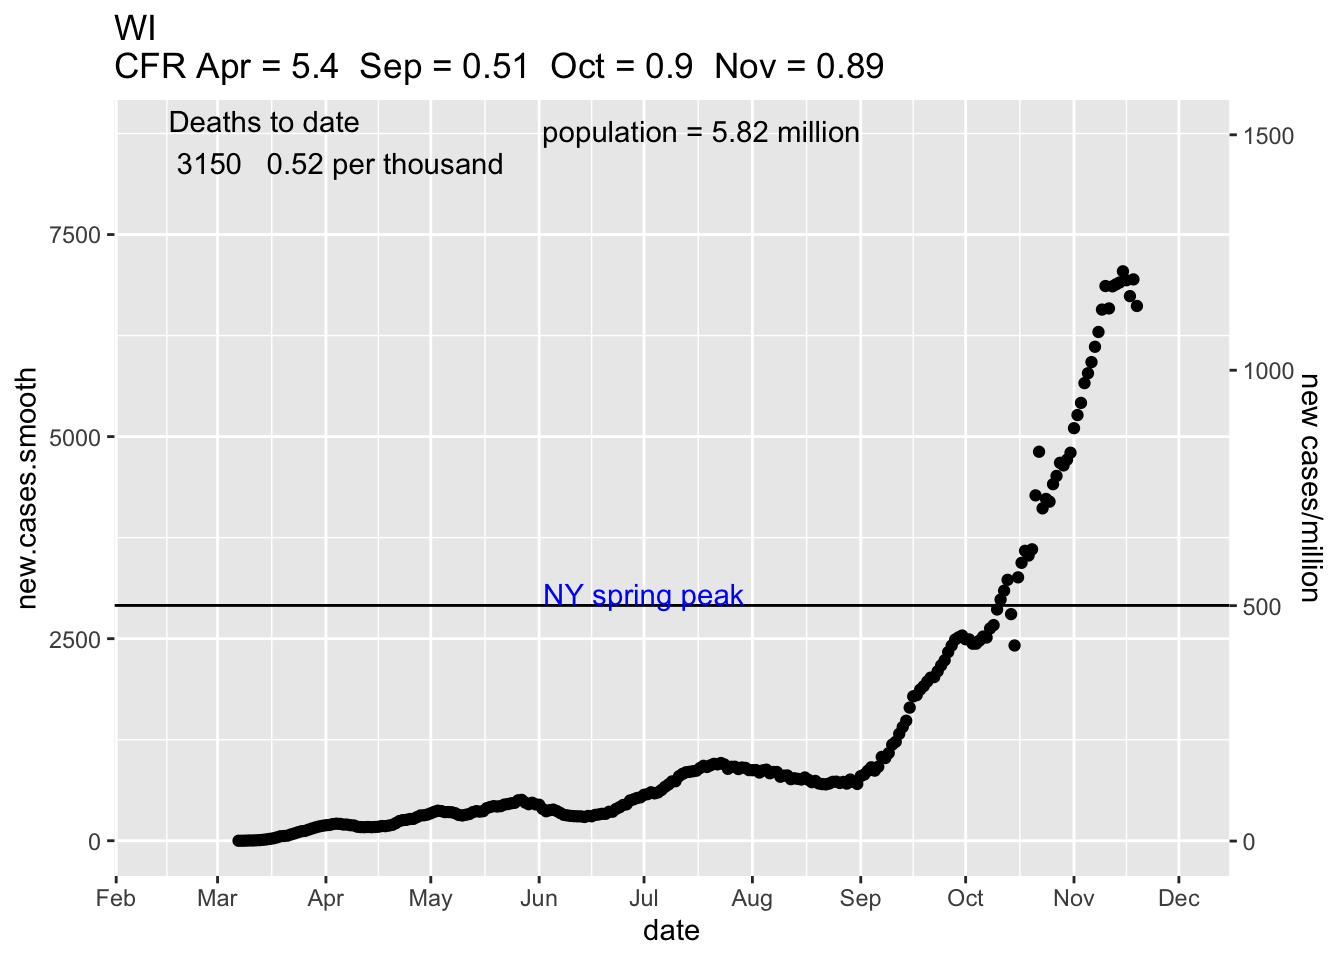 WI
CFR Apr = 5.4  Sep = 0.51  Oct = 0.9  Nov = 0.89
Deaths to date
3150   0.52 per thousand
population = 5.82 million
NY spring peak
new.cases.smooth
7500
5000
2500
0
new cases/million
1500
1000
500
0
Feb Mar Apr May Jun Jul Aug Sep Oct Nov Dec
date